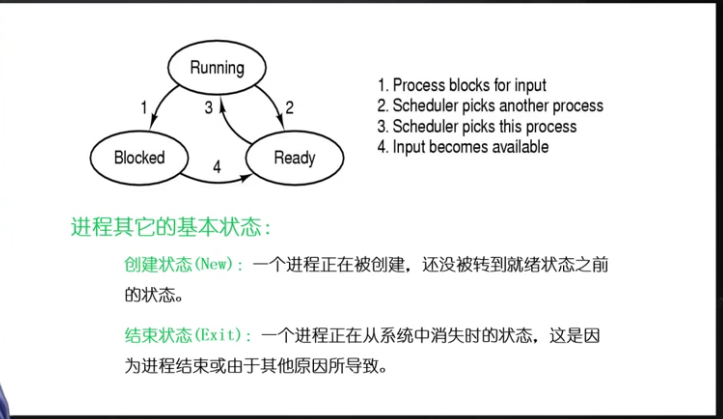 Running
1
3
2
Blocked
4
Ready
1. Process blocks for input
2. Scheduler picks another process
3. Scheduler picks this process
4. Input becomes available
进程其它的基本状态：
创建状态(New)：一个进程正在被创建，还没被转到就绪状态之前
的状态。
结束状态(Exit)：一个进程正在从系统中消失时的状态，这是因
为进程结束或由于其他原因所导致。